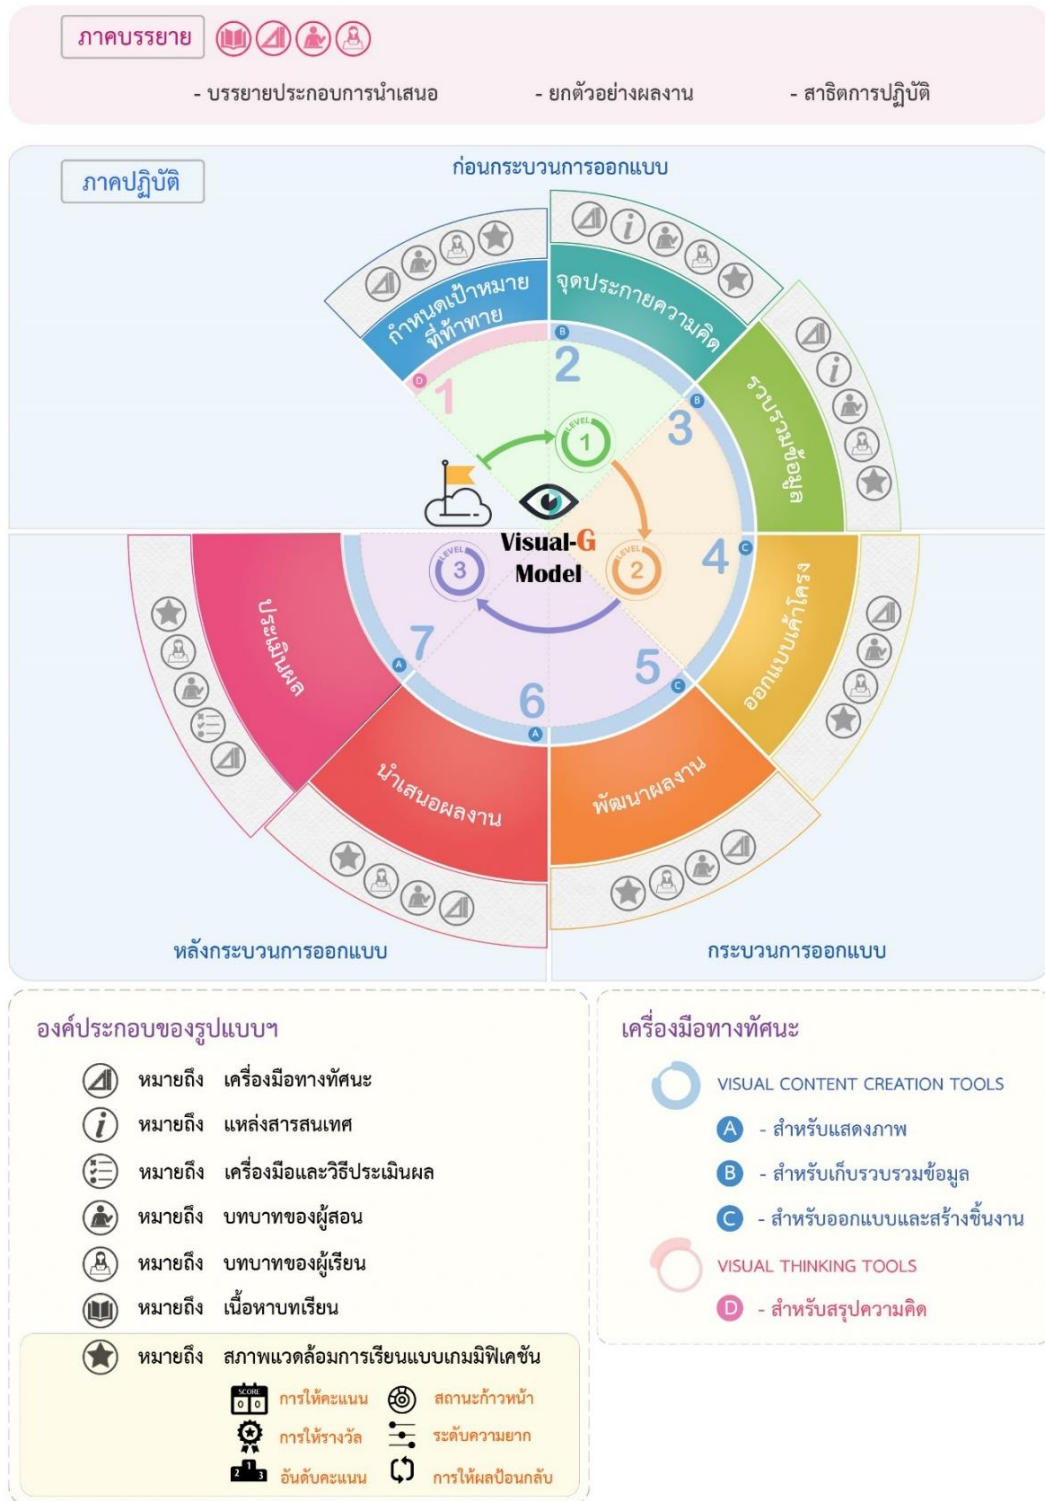 ภาคบรรยาย
- บรรยายประกอบการนำเสนอ - ยกตัวอย่างผลงาน - สาธิตการปฏิบัติ
ภาคปฏิบัติ
ก่อนกระบวนการออกแบบ
กำหนดเป้าหมาย
ที่ท้าทาย
จุดประกายความคิด
รวบรวมข้อมูล
ออกแบบเค้าโครง
พัฒนาผลงาน
นำเสนอผลงาน
ประเมินผล
D 1
B 2
B 3
4 C
5 C
6 A
7 A
LEVEL 1
LEVEL 2
LEVEL 3
Visual-G
Model
หลังกระบวนการออกแบบ
กระบวนการออกแบบ
องค์ประกอบของรูปแบบฯ
หมายถึง เครื่องมือทางทัศนะ
i หมายถึง แหล่งสารสนเทศ
หมายถึง เครื่องมือและวิธีประเมินผล
หมายถึง บทบาทของผู้สอน
หมายถึง บทบาทของผู้เรียน
หมายถึง เนื้อหาบทเรียน
หมายถึง สภาพแวดล้อมการเรียนแบบเกมมิฟิเคชัน
SCORE 0 0 การให้คะแนน สถานะก้าวหน้า
การให้รางวัล ระดับความยาก
2 1 3 อันดับคะแนน การให้ผลป้อนกลับ
เครื่องมือทางทัศนะ
VISUAL CONTENT CREATION TOOLS
A - สำหรับแสดงภาพ
B - สำหรับเก็บรวบรวมข้อมูล
C - สำหรับออกแบบและสร้างชิ้นงาน
VISUAL THINKING TOOLS
D - สำหรับสรุปความคิด